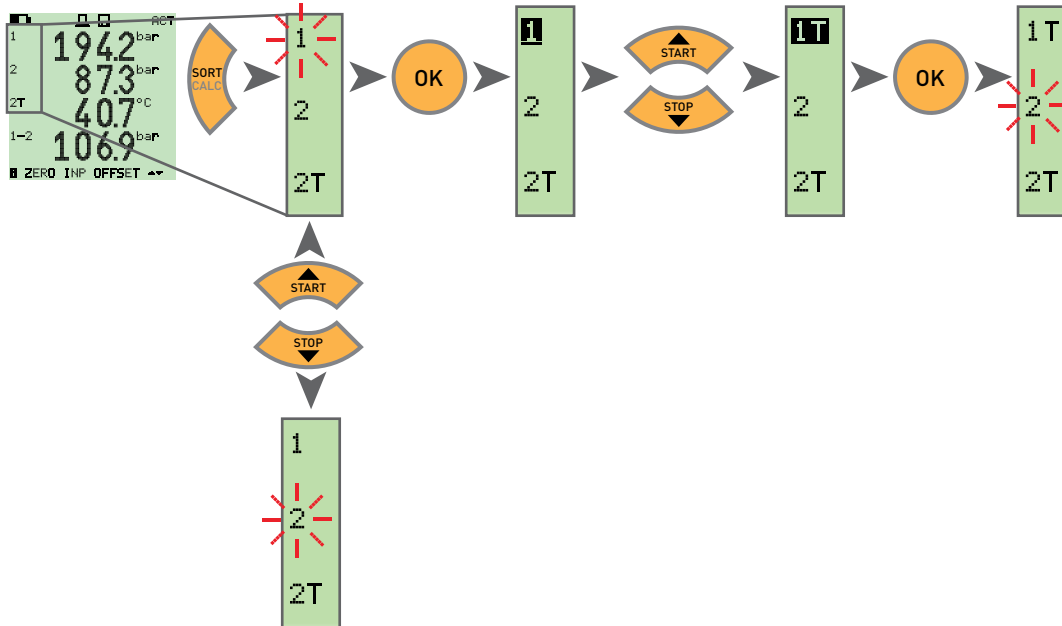 ACT
1 194.2 bar
2 87.3 bar
2T 40.7 °C
1-2 106.9 bar
ZERO INP OFFSET
SORT
CALC
1
2
2T
OK
1
2
2T
START
STOP
1T
2
2T
OK
1T
2
2T
START
STOP
1
2
2T